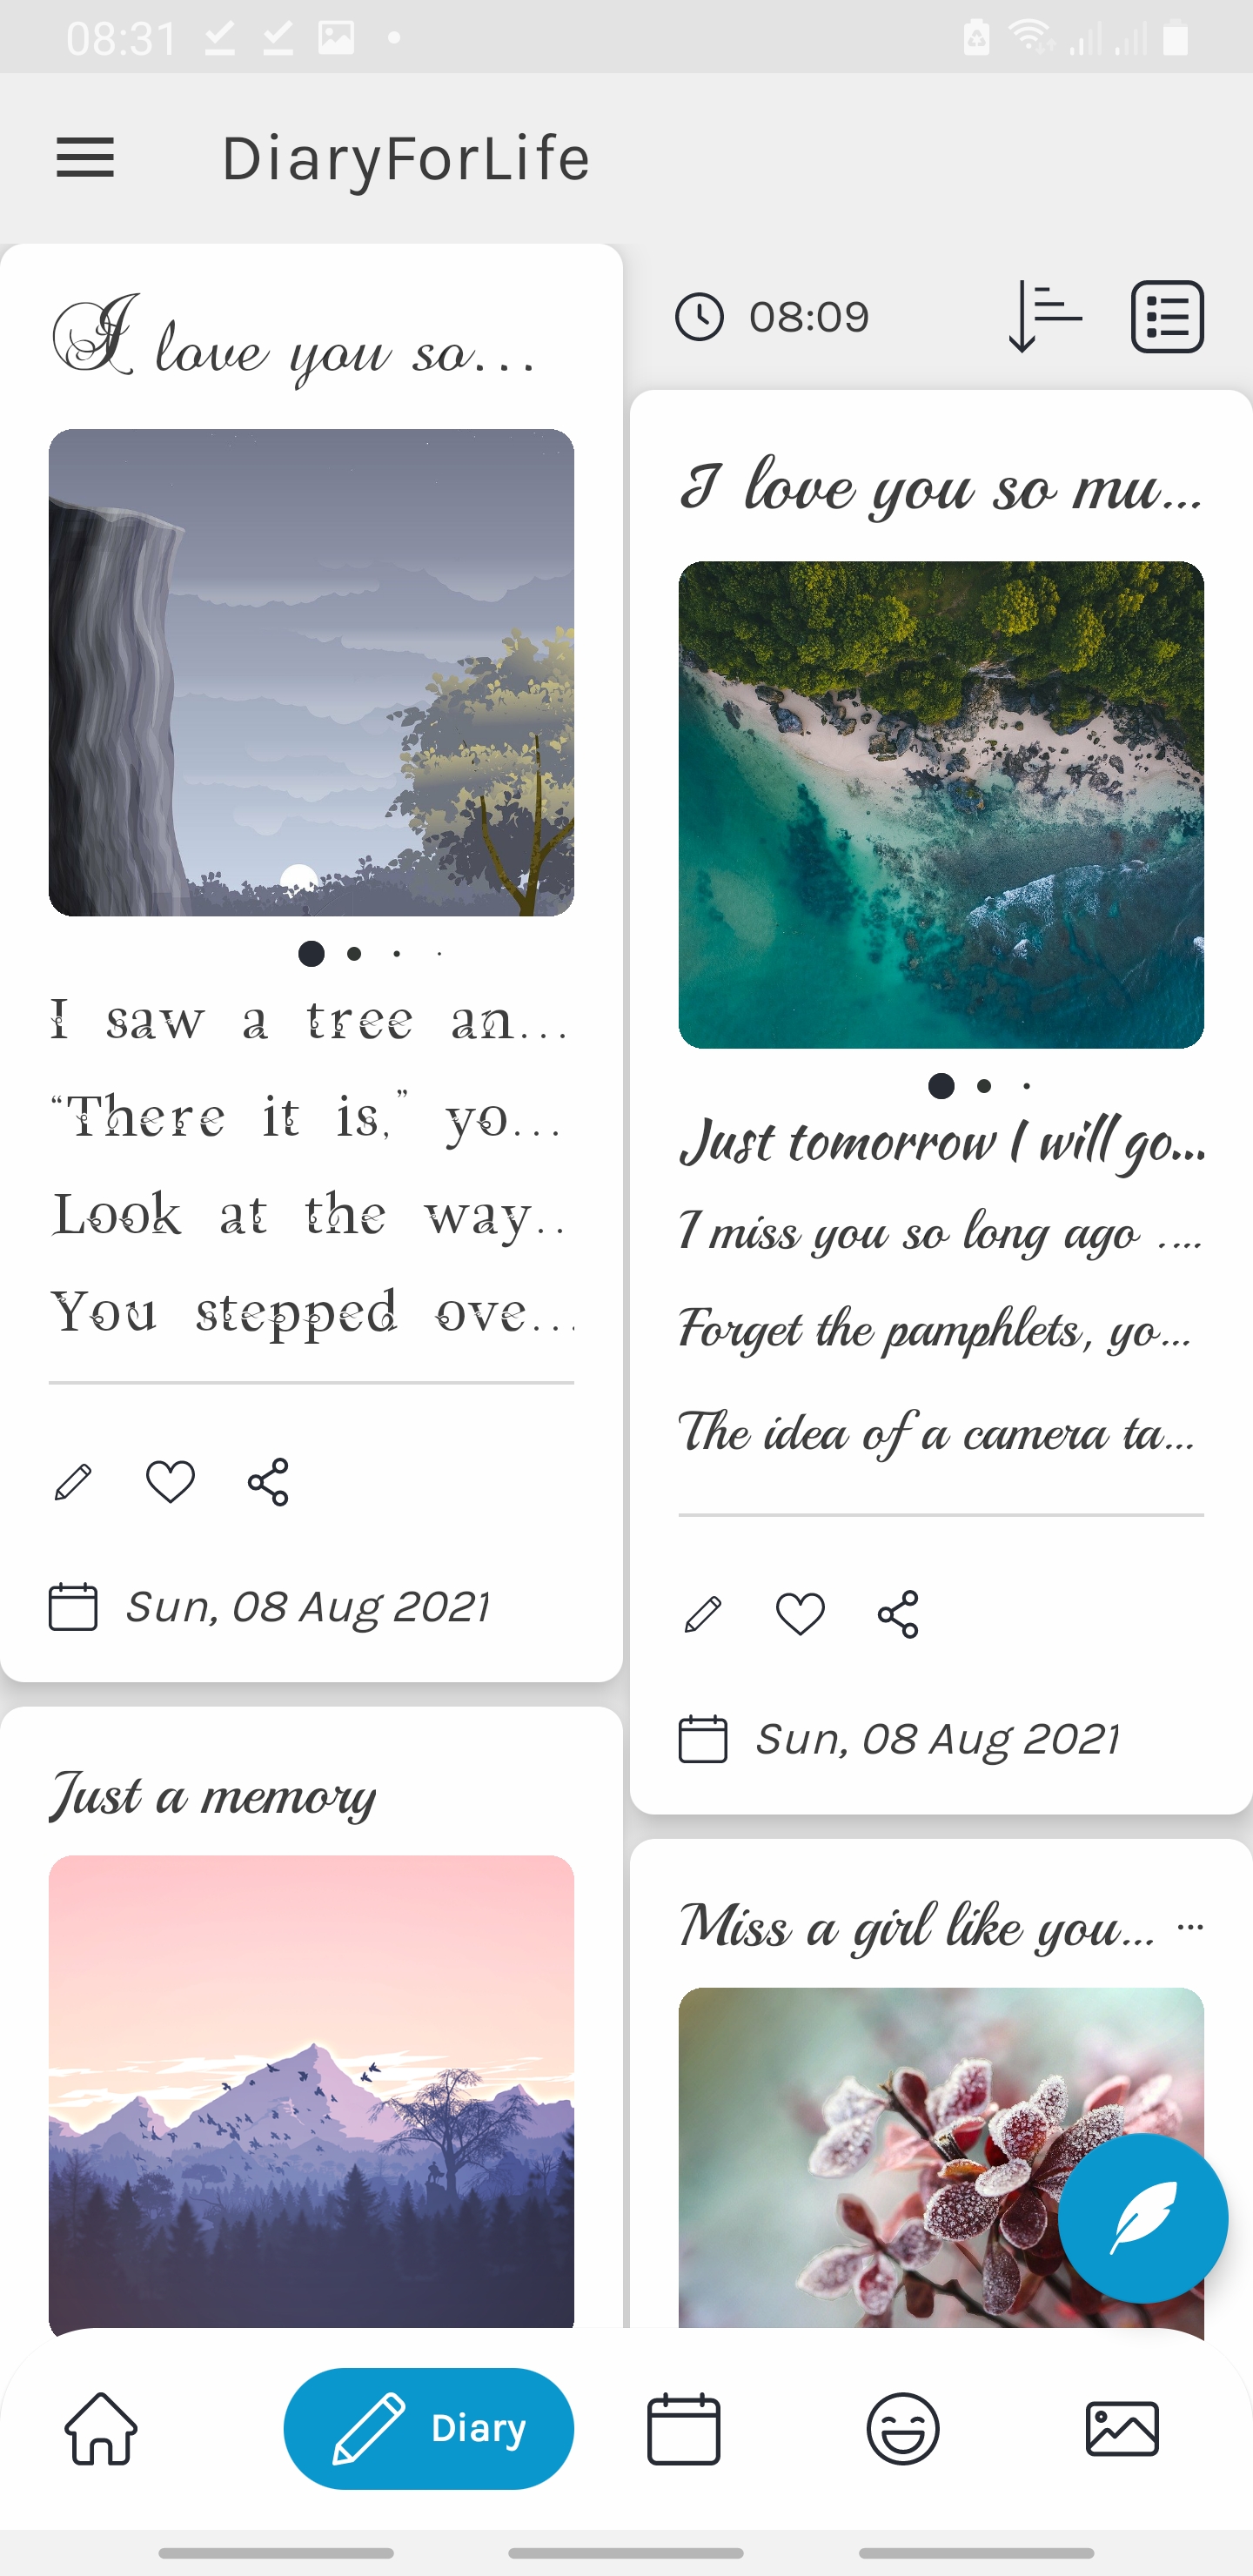 08:31
DiaryForLife
I love you so...
I saw a tree an...
“There it is,” yo...
Look at the way..
You stepped ove...
Sun, 08 Aug 2021
Just a memory
08:09
I love you so mu...
Just tomorrow I will go...
I miss you so long ago ....
Forget the pamphlets, yo...
The idea of a camera ta...
Sun, 08 Aug 2021
Miss a girl like you... ...
Diary